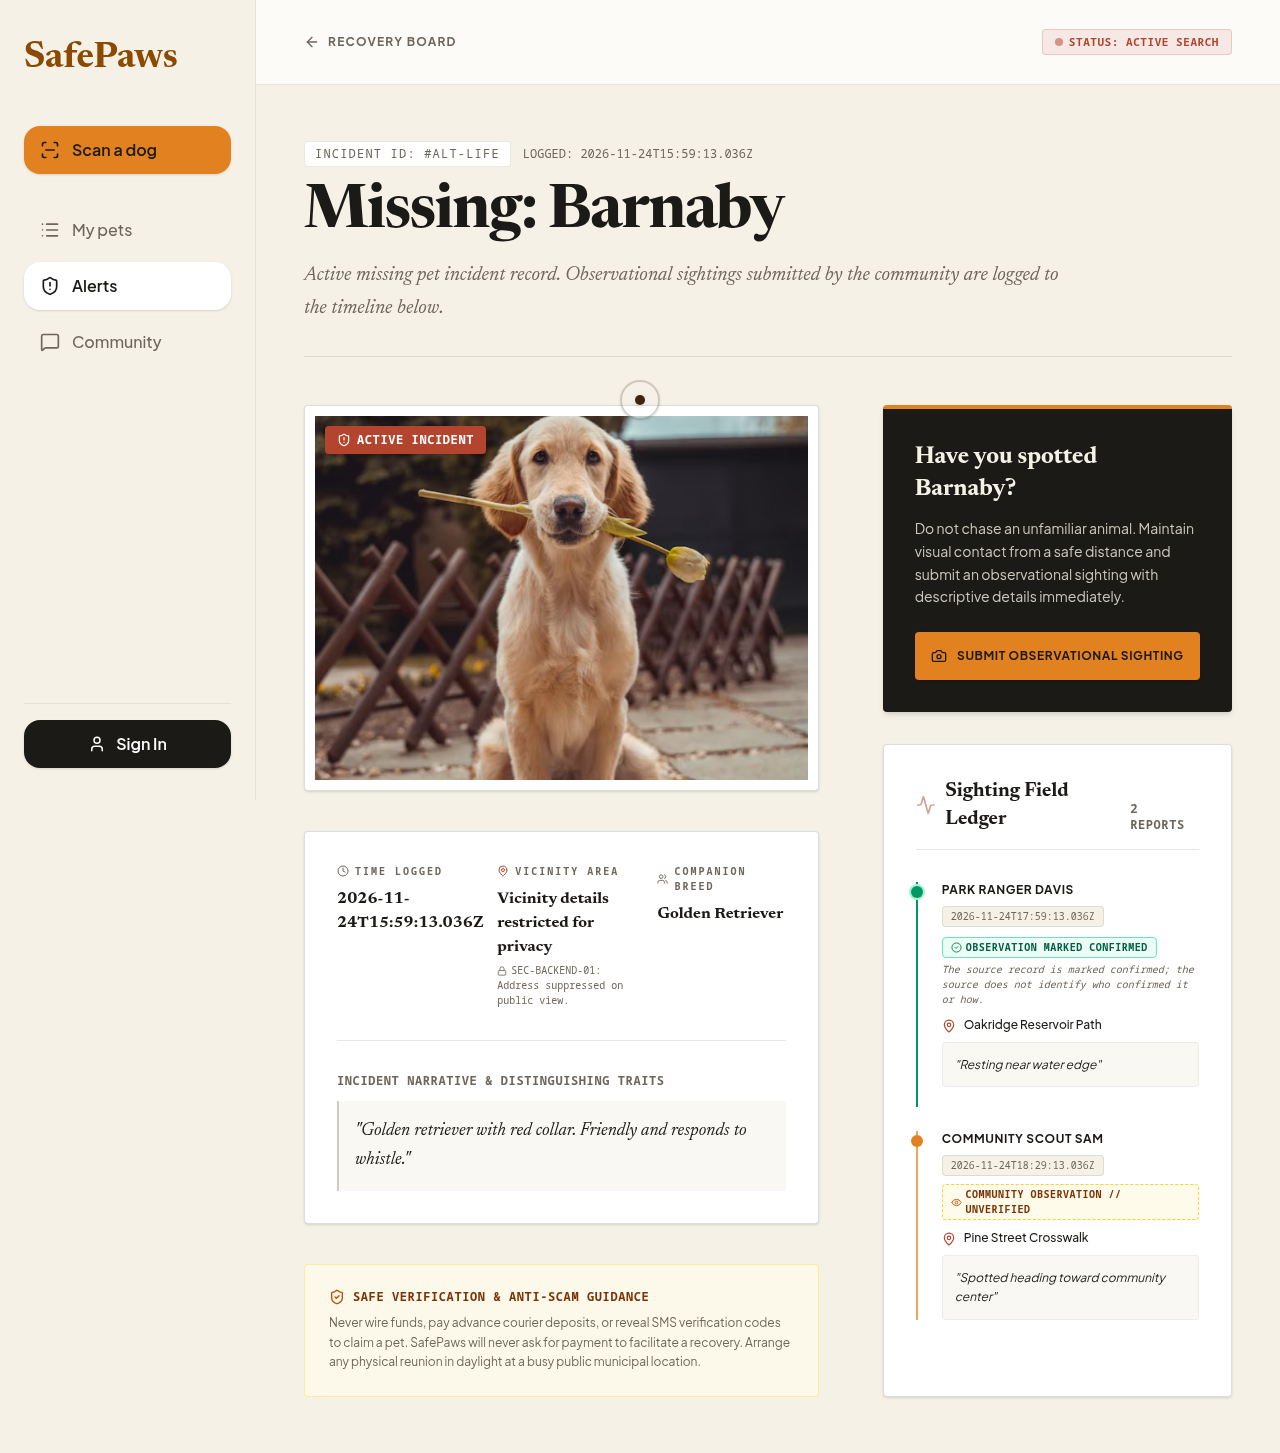 SafePaws
Scan a dog
My pets
Alerts
Community
Sign In
RECOVERY BOARD
STATUS: ACTIVE SEARCH
INCIDENT ID: #ALT-LIFE
LOGGED: 2026-11-24T15:59:13.036Z
Missing: Barnaby
Active missing pet incident record. Observational sightings submitted by the community are logged to
the timeline below.
ACTIVE INCIDENT
TIME LOGGED
2026-11-
24T15:59:13.036Z
VICINITY AREA
Vicinity details
restricted for
privacy
SEC-BACKEND-01:
Address suppressed on
public view.
COMPANION
BREED
Golden Retriever
INCIDENT NARRATIVE & DISTINGUISHING TRAITS
"Golden retriever with red collar. Friendly and responds to
whistle."
SAFE VERIFICATION & ANTI-SCAM GUIDANCE
Never wire funds, pay advance courier deposits, or reveal SMS verification codes
to claim a pet. SafePaws will never ask for payment to facilitate a recovery. Arrange
any physical reunion in daylight at a busy public municipal location.
Have you spotted
Barnaby?
Do not chase an unfamiliar animal. Maintain
visual contact from a safe distance and
submit an observational sighting with
descriptive details immediately.
SUBMIT OBSERVATIONAL SIGHTING
Sighting Field
Ledger
2
REPORTS
PARK RANGER DAVIS
2026-11-24T17:59:13.036Z
OBSERVATION MARKED CONFIRMED
The source record is marked confirmed; the
source does not identify who confirmed it
or how.
Oakridge Reservoir Path
"Resting near water edge"
COMMUNITY SCOUT SAM
2026-11-24T18:29:13.036Z
COMMUNITY OBSERVATION //
UNVERIFIED
Pine Street Crosswalk
"Spotted heading toward community
center"